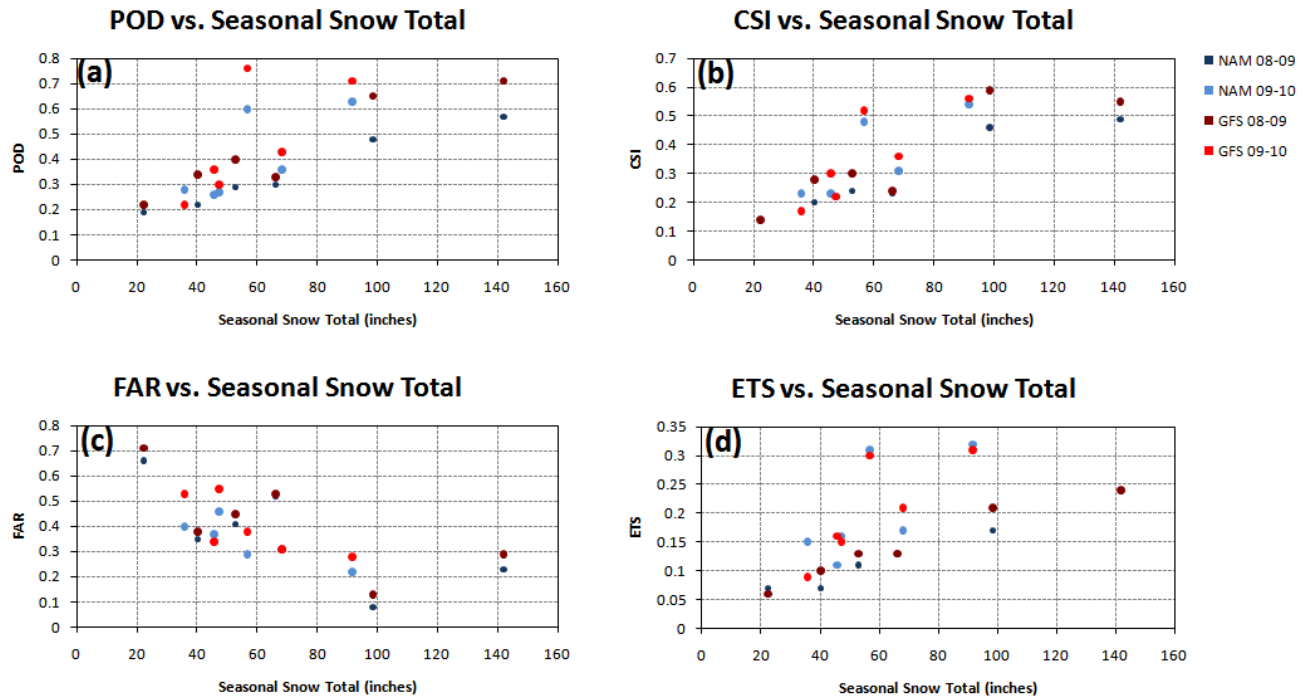 POD vs. Seasonal Snow Total
(a)
0.8
0.7
0.6
0.5
0.4
0.3
0.2
0.1
0
POD
0 20 40 60 80 100 120 140 160
Seasonal Snow Total (inches)
CSI vs. Seasonal Snow Total
(b)
0.7
0.6
0.5
0.4
0.3
0.2
0.1
0
CSI
0 20 40 60 80 100 120 140 160
Seasonal Snow Total (inches)
NAM 08-09
NAM 09-10
GFS 08-09
GFS 09-10
FAR vs. Seasonal Snow Total
(c)
0.8
0.7
0.6
0.5
0.4
0.3
0.2
0.1
0
FAR
0 20 40 60 80 100 120 140 160
Seasonal Snow Total (inches)
ETS vs. Seasonal Snow Total
(d)
0.35
0.3
0.25
0.2
0.15
0.1
0.05
0
ETS
0 20 40 60 80 100 120 140 160
Seasonal Snow Total (inches)